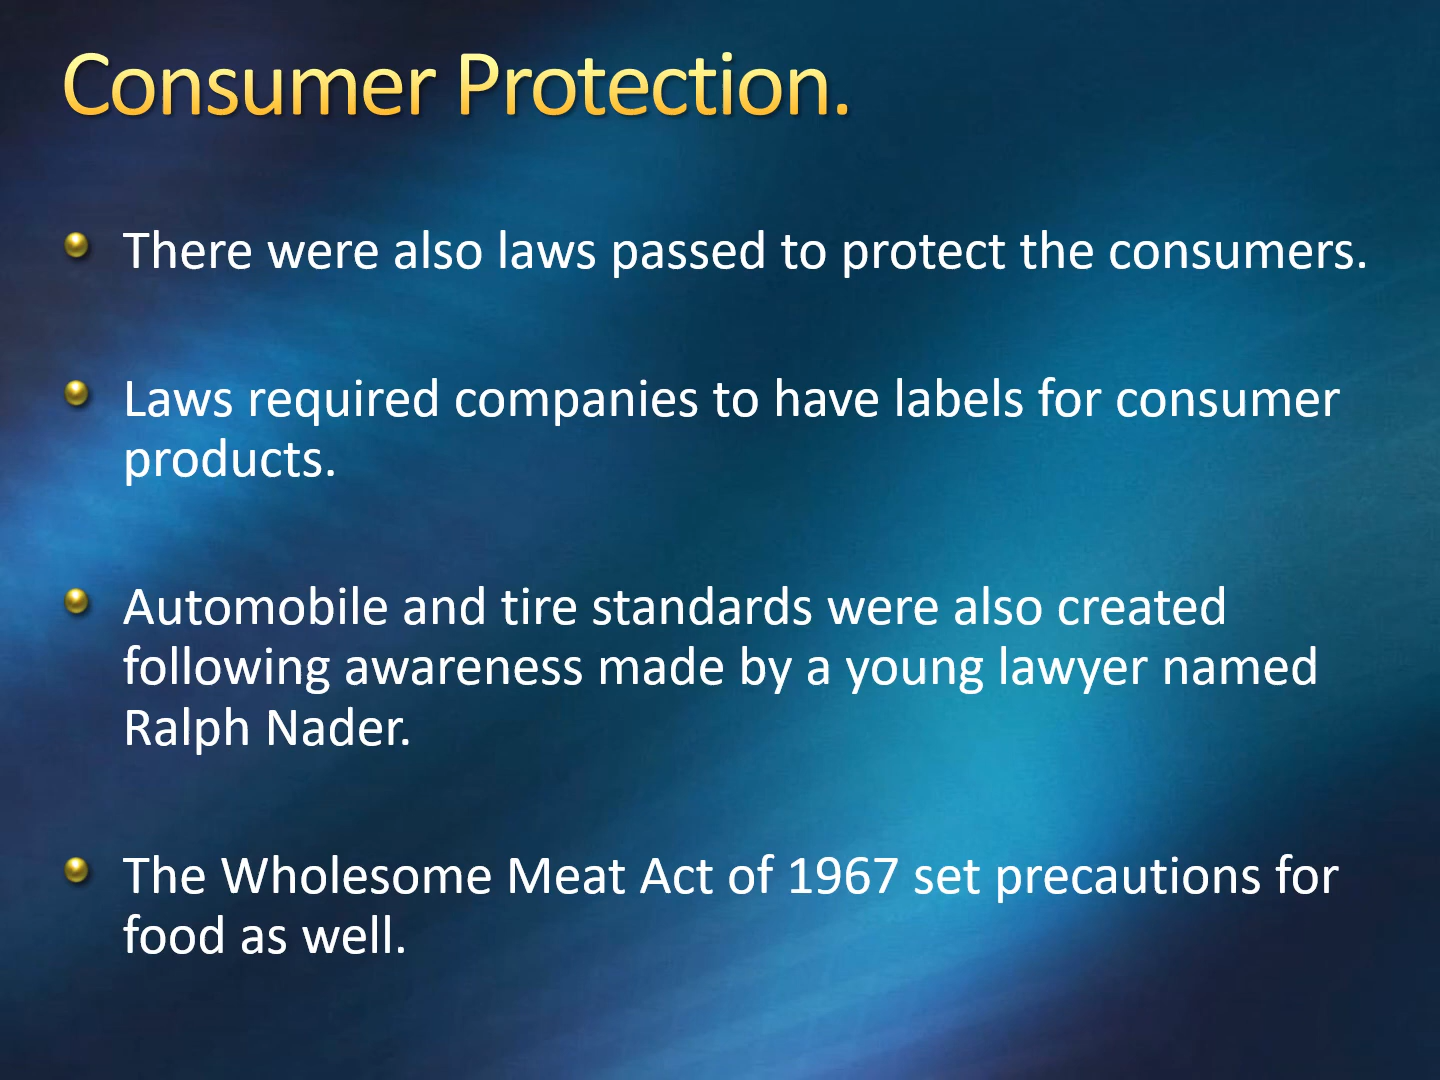 Consumer Protection.
There were also laws passed to protect the consumers.
Laws required companies to have labels for consumer
products.
Automobile and tire standards were also created
following awareness made by a young lawyer named
Ralph Nader.
The Wholesome Meat Act of 1967 set precautions for
food as well.